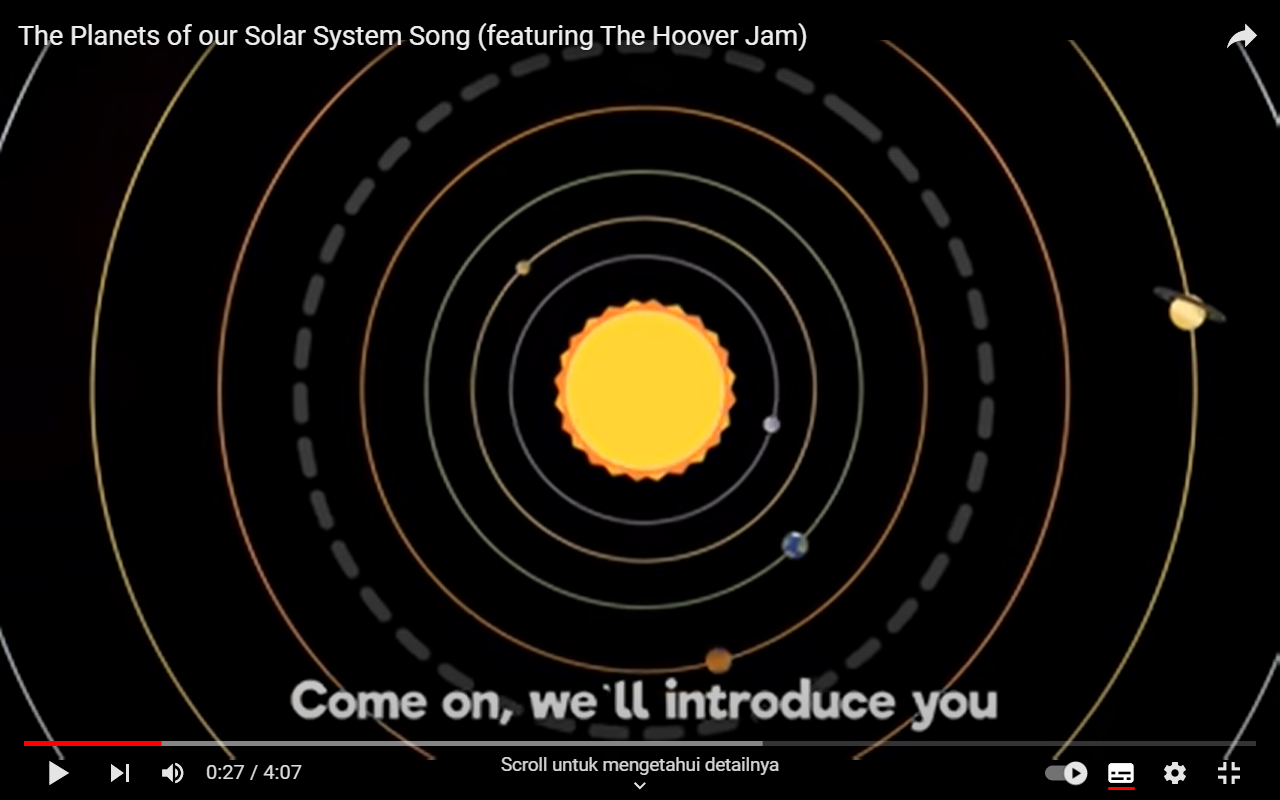 The Planets of our Solar System Song (featuring The Hoover Jam)
Come on, we`ll introduce you
0:27 / 4:07
Scroll untuk mengetahui detailnya